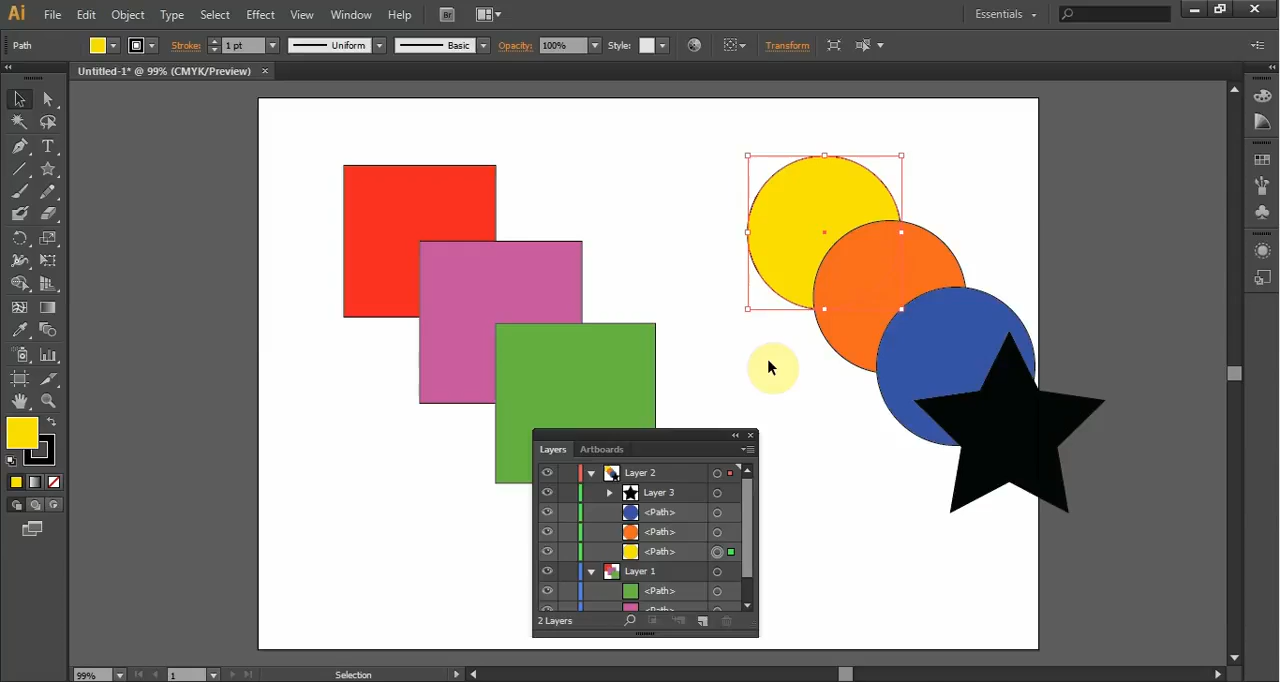 Ai File Edit Object Type Select Effect View Window Help Br Essentials
Path Stroke: 1 pt Uniform Basic Opacity: 100% Style: Transform
Untitled-1* @ 99% (CMYK/Preview) ×
T
Layers Artboards
Layer 2
Layer 3
<Path>
<Path>
<Path>
Layer 1
<Path>
<Path>
2 Layers
99% 1 Selection